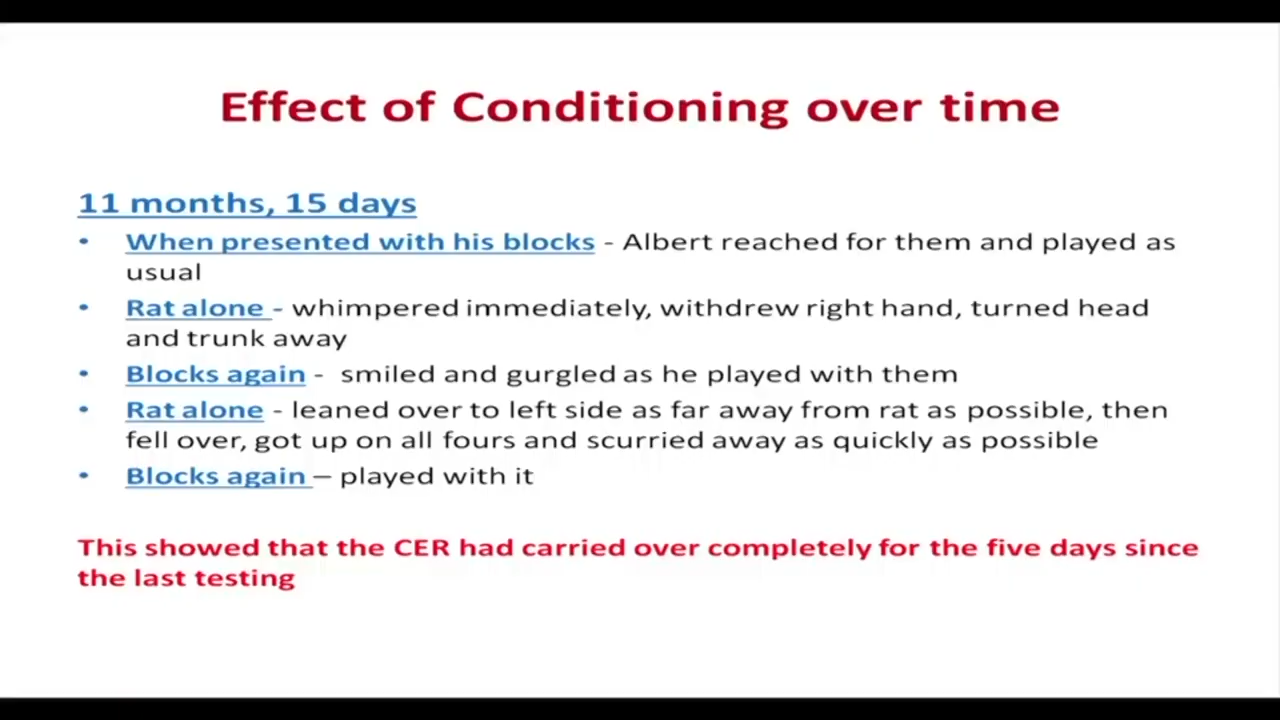 Effect of Conditioning over time
11 months, 15 days
• When presented with his blocks - Albert reached for them and played as
usual
• Rat alone - whimpered immediately, withdrew right hand, turned head
and trunk away
• Blocks again - smiled and gurgled as he played with them
• Rat alone - leaned over to left side as far away from rat as possible, then
fell over, got up on all fours and scurried away as quickly as possible
• Blocks again – played with it
This showed that the CER had carried over completely for the five days since
the last testing